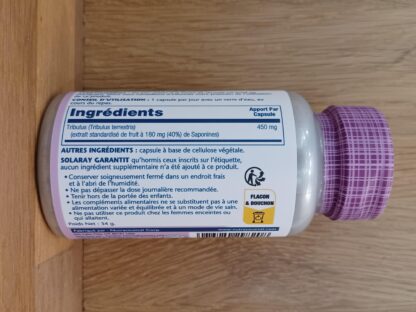 CONSEIL D'UTILISATION : 1 capsule par jour avec un verre d'eau, au
cours du repas.
Ingrédients
Apport Par
Capsule
Tribulus (Tribulus terrestris)
450 mg
(extrait standardisé de fruit à 180 mg (40%) de Saponines)
AUTRES INGRÉDIENTS : capsule à base de cellulose végétale.
SOLARAY GARANTIT qu'hormis ceux inscrits sur l'étiquette,
aucun ingrédient supplémentaire n'a été ajouté à ce produit.
• Conserver soigneusement fermé dans un endroit frais
et à l'abri de l'humidité.
• Ne pas dépasser la dose journalière recommandée.
• Tenir hors de la portée des enfants.
• Les compléments alimentaires ne se substituent pas à une
alimentation variée et équilibrée et à un mode de vie sain.
• Ne pas utiliser ce produit chez les femmes enceintes ou
qui allaitent.
Poids Net : 34 g.
Fabriqué par : Nutraceutical Corp.
FLACON
& BOUCHON